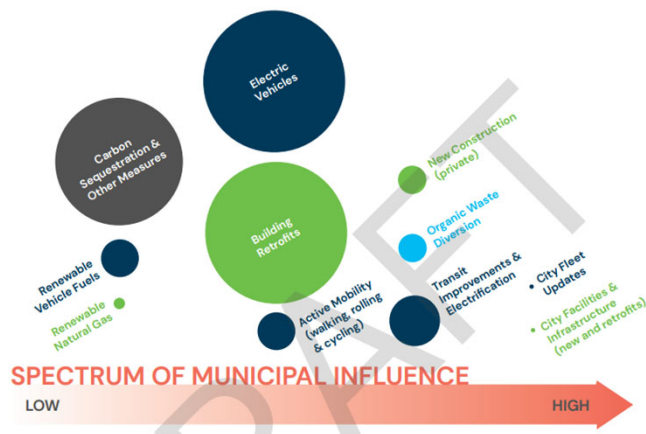 Electric
Vehicles
Carbon
Sequestration &
Other Measures
New Construction
(private)
Building
Retrofits
Organic Waste
Diversion
Renewable
Vehicle Fuels
Renewable
Natural Gas
Active Mobility
(walking, rolling
& cycling)
Transit
Improvements &
Electrification
City Fleet
Updates
City Facilities &
Infrastructure
(new and retrofits)
SPECTRUM OF MUNICIPAL INFLUENCE
LOW
HIGH
DRAFT